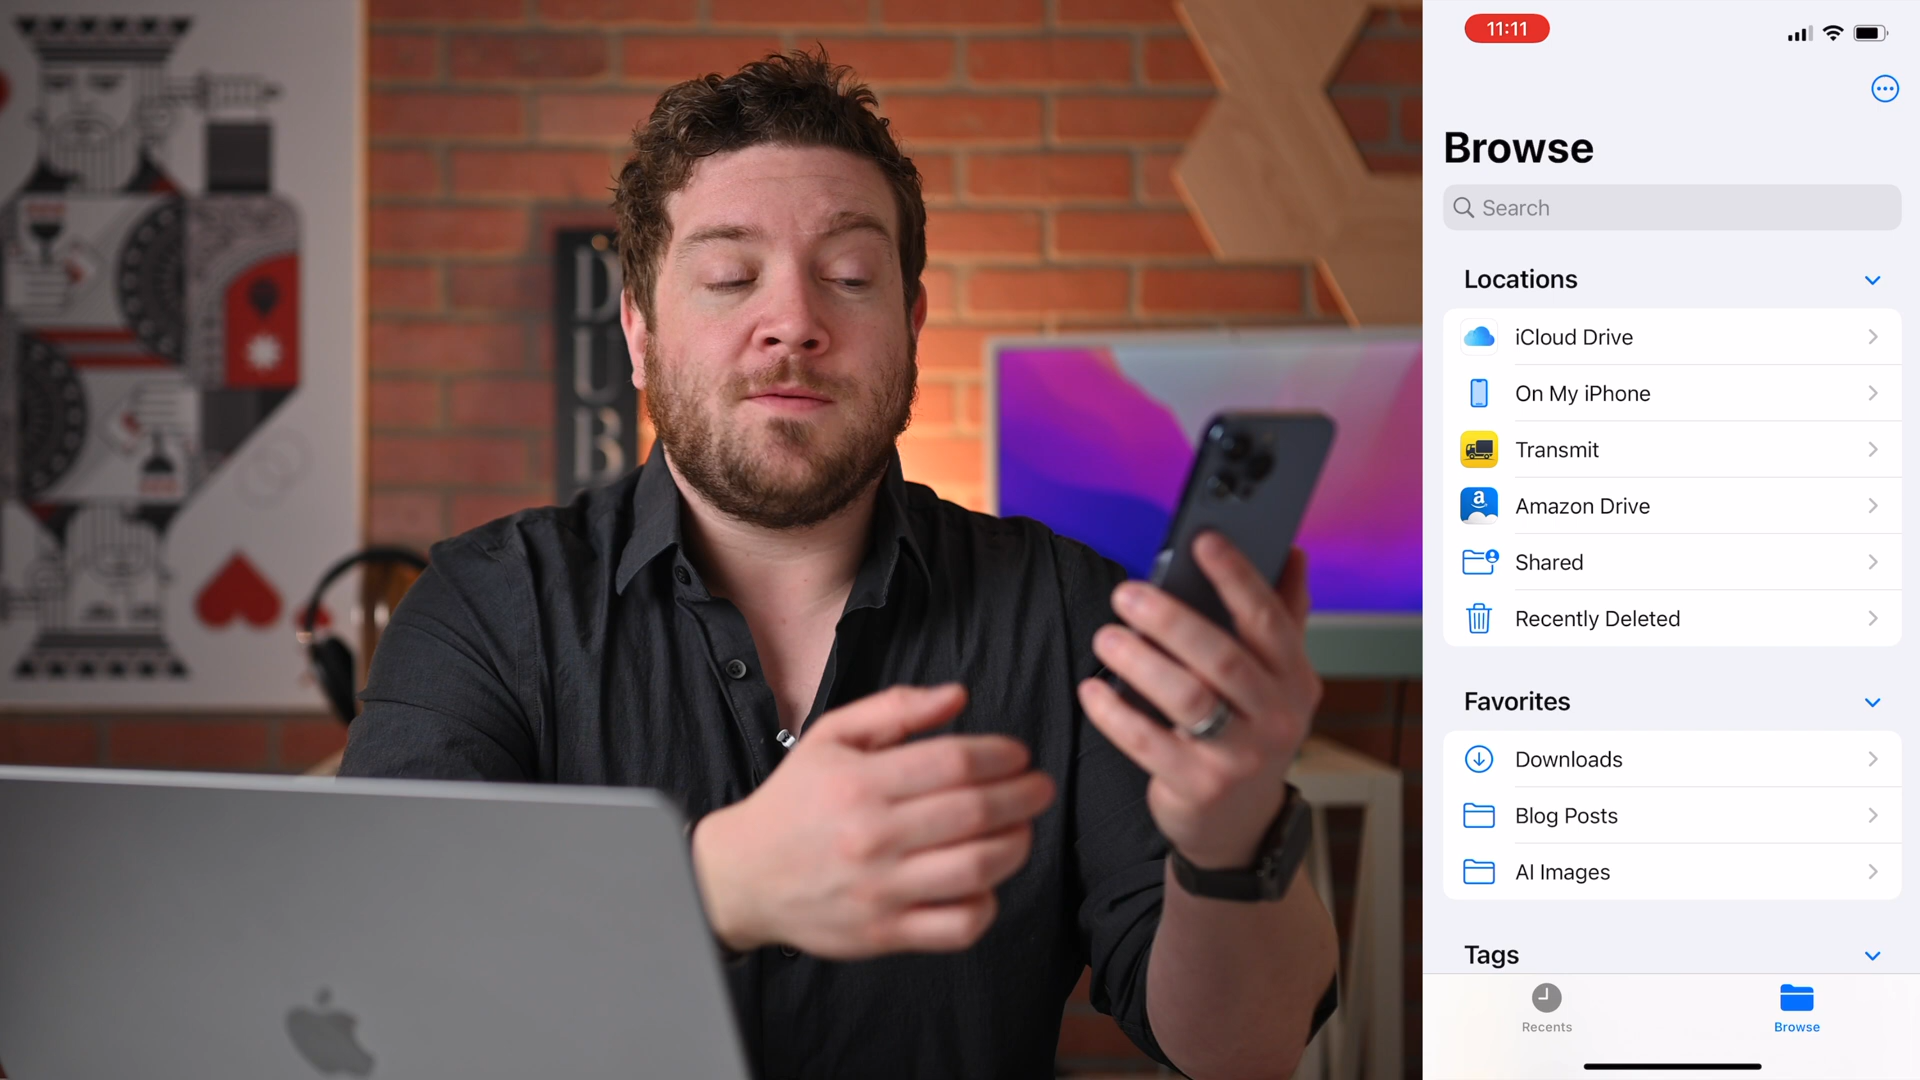 D
U
B
11:11
Browse
Search
Locations
iCloud Drive
On My iPhone
Transmit
a
Amazon Drive
Shared
Recently Deleted
Favorites
Downloads
Blog Posts
AI Images
Tags
Recents
Browse